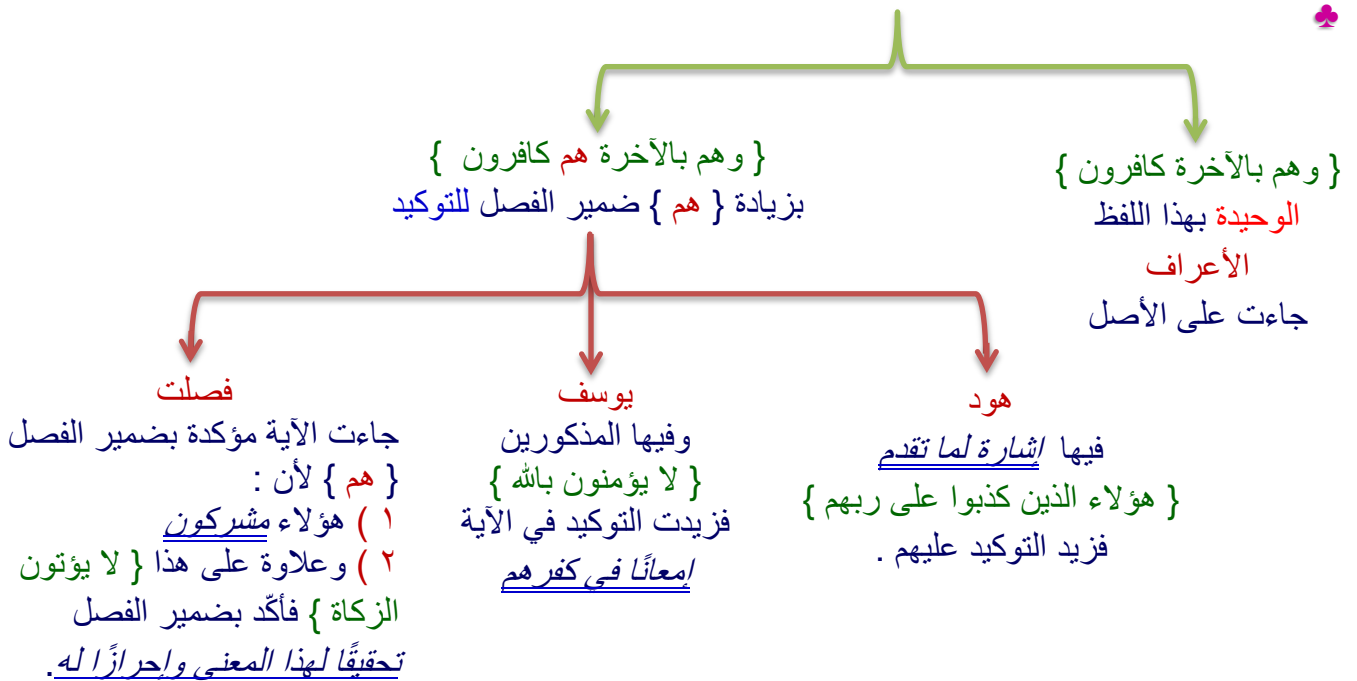 { وهم بالآخرة كافرون }
الوحيدة بهذا اللفظ
الأعراف
جاءت على الأصل
{ وهم بالآخرة هم كافرون }
بزيادة { هم } ضمير الفصل للتوكيد
هود
فيها إشارة لما تقدم
{ هؤلاء الذين كذبوا على ربهم }
فزيد التوكيد عليهم .
يوسف
وفيها المذكورين
{ لا يؤمنون بالله }
فزيدت التوكيد في الآية
إمعانًا في كفرهم
فصلت
جاءت الآية مؤكدة بضمير الفصل
{ هم } لأن :
١ ) هؤلاء مشركون
٢ ) وعلاوة على هذا { لا يؤتون
الزكاة } فأكّد بضمير الفصل
تحقيقًا لهذا المعنى وإحرازًا له.